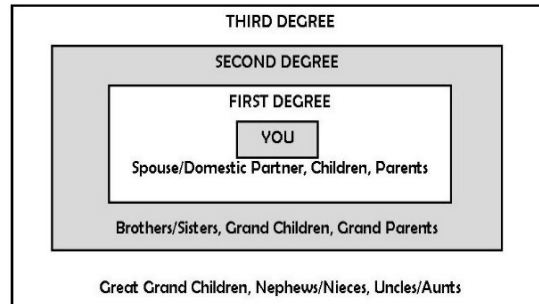 THIRD DEGREE
SECOND DEGREE
FIRST DEGREE
YOU
Spouse/Domestic Partner, Children, Parents
Brothers/Sisters, Grand Children, Grand Parents
Great Grand Children, Nephews/Nieces, Uncles/Aunts